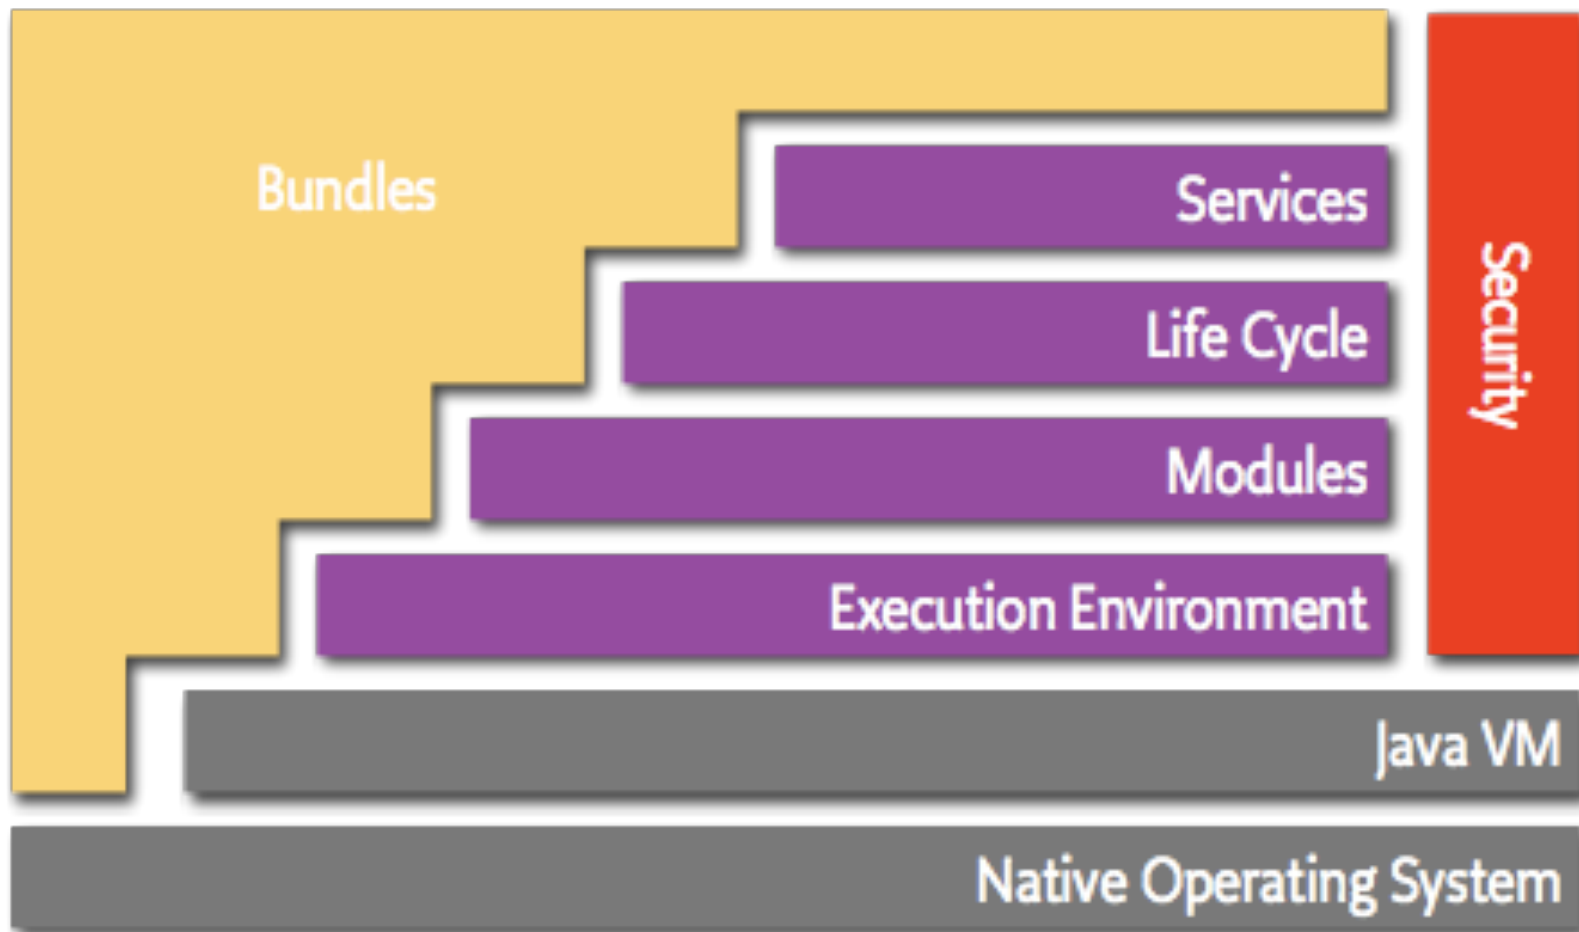 Bundles
Services
Life Cycle
Modules
Execution Environment
Java VM
Native Operating System
Security